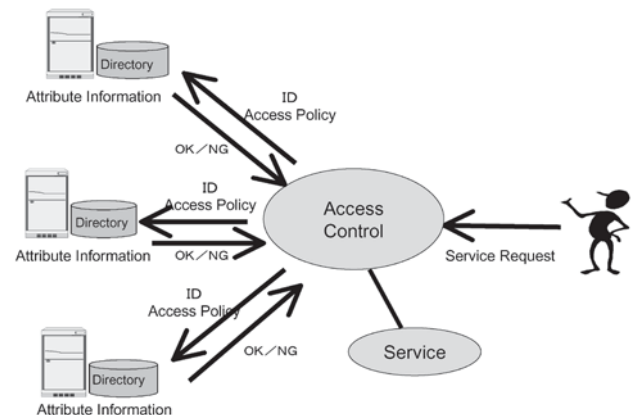 Directory
Attribute Information
ID
Access Policy
OK／NG
Directory
Attribute Information
ID
Access Policy
OK／NG
Access
Control
Service Request
Directory
Attribute Information
ID
Access Policy
OK／NG
Service